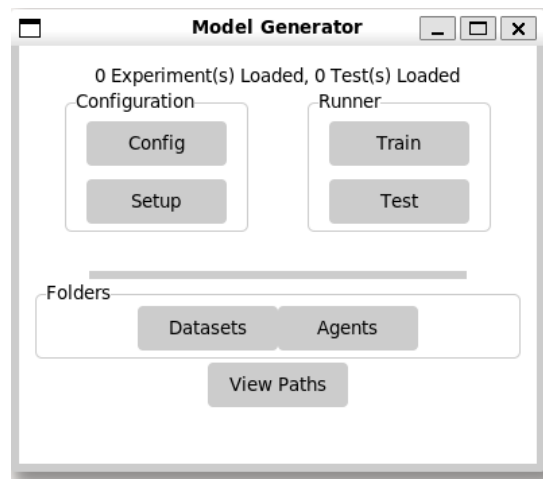 Model Generator
0 Experiment(s) Loaded, 0 Test(s) Loaded
Configuration
Runner
Config
Train
Setup
Test
Folders
Datasets
Agents
View Paths